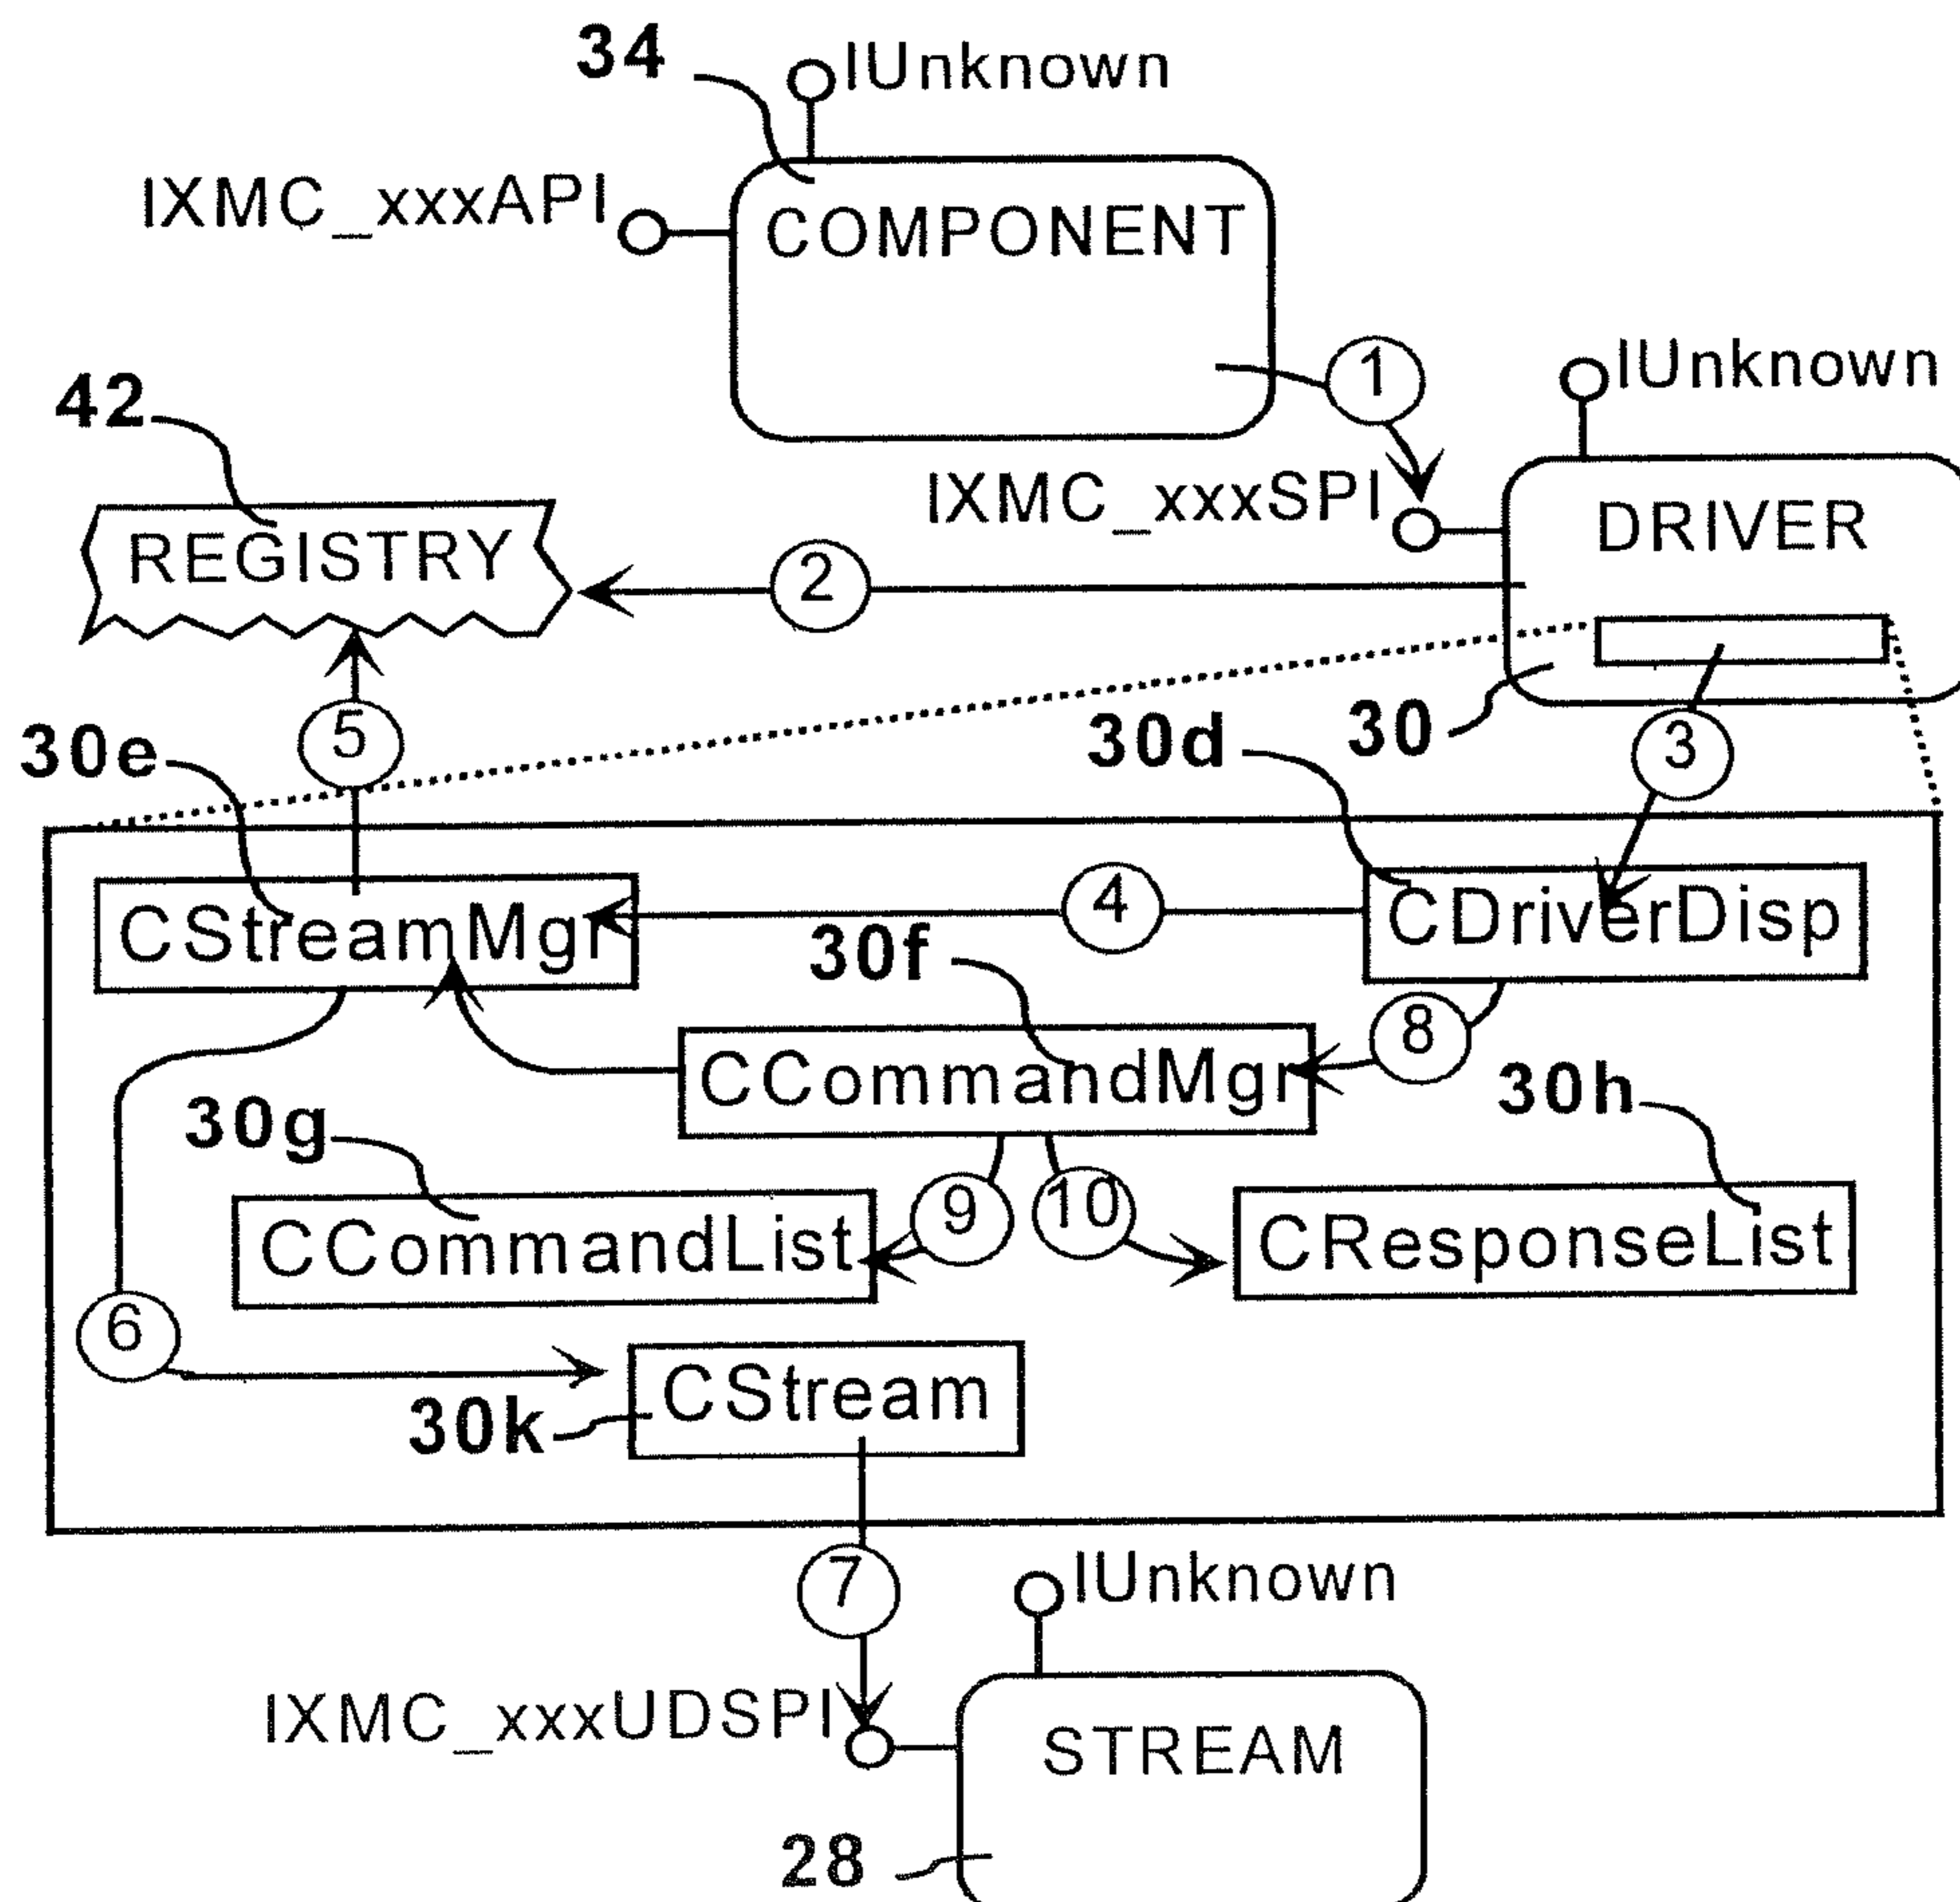 34
IUnknown
IXMC_xxxAPI
COMPONENT
1
IUnknown
42
IXMC_xxxSPI
DRIVER
REGISTRY
2
30
30e
5
30d
3
CStreamMgr
4
CDriverDisp
30f
8
CCommandMgr
30h
30g
CCommandList
9
10
CResponseList
6
CStream
30k
7
IUnknown
IXMC_xxxUDSPI
STREAM
28